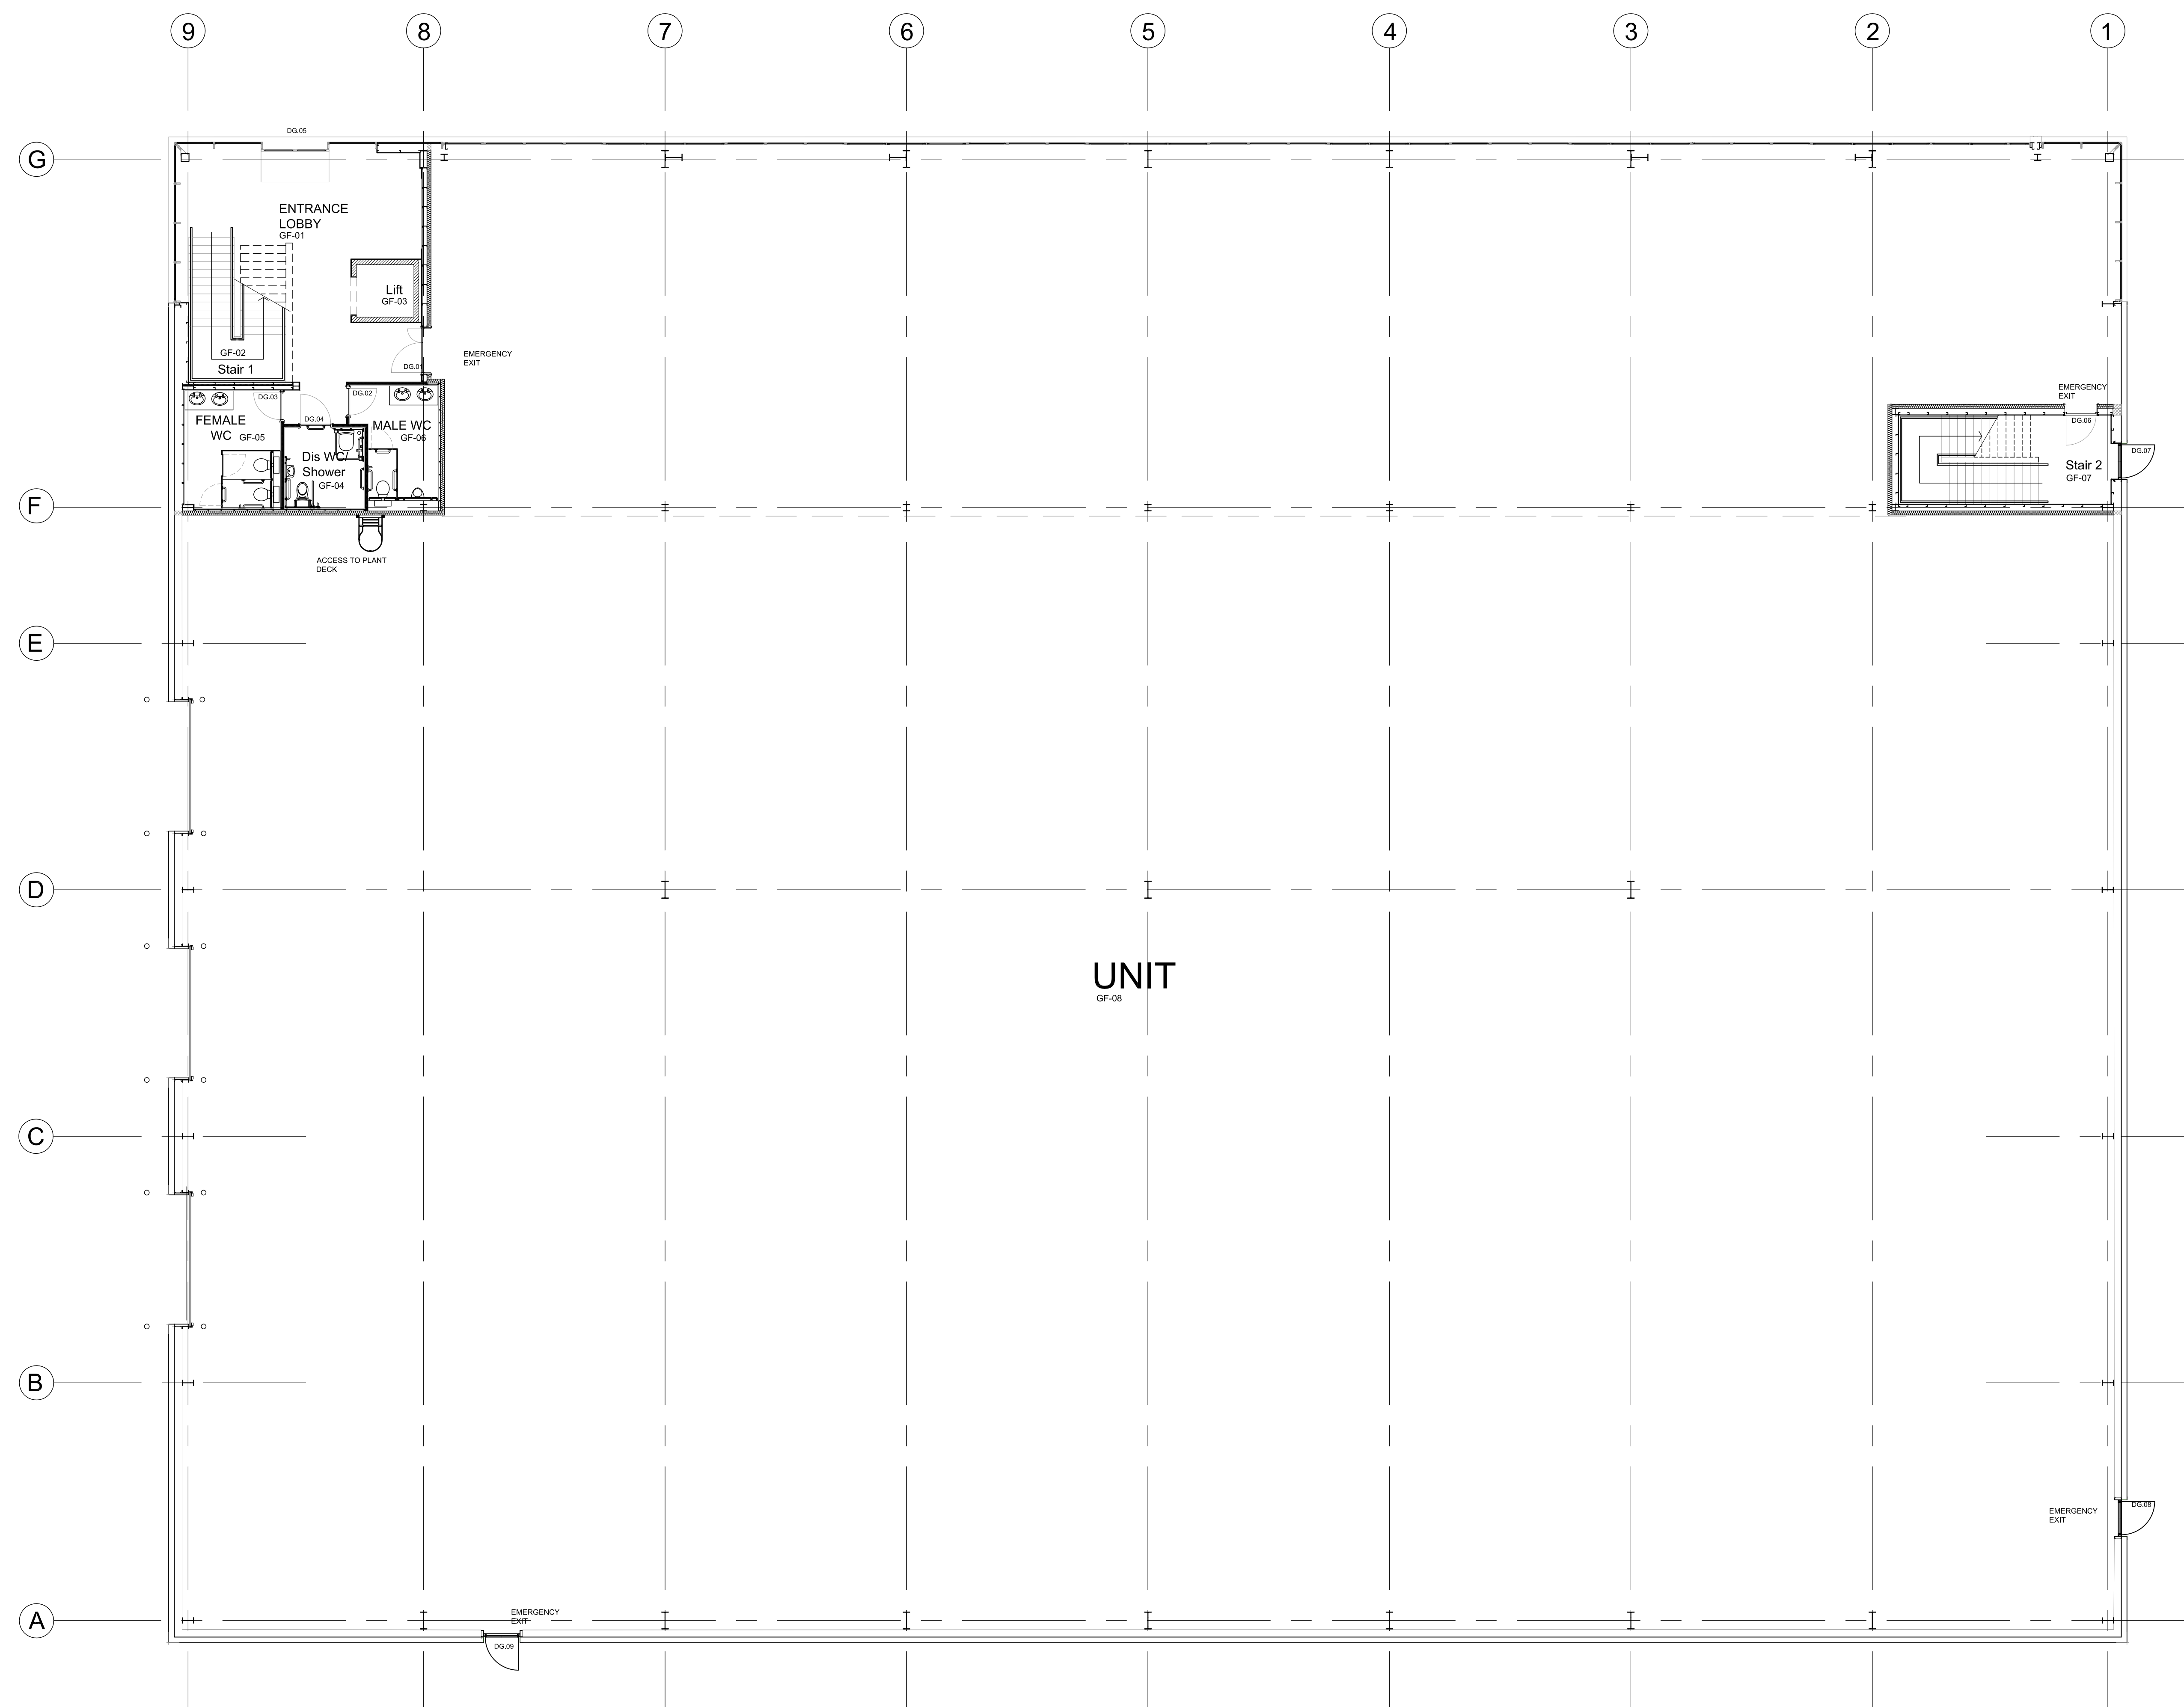 9 8 7 6 5 4 3 2 1
DG.05
G
ENTRANCE
LOBBY
GF-01
Lift
GF-03
GF-02
Stair 1
DG.01
EMERGENCY
EXIT
DG.03
DG.02
DG.04
FEMALE
WC GF-05
MALE WC
GF-06
Dis WC/
Shower
GF-04
EMERGENCY
EXIT
DG.06
DG.07
Stair 2
GF-07
F
ACCESS TO PLANT
DECK
E
D
UNIT
GF-08
C
B
EMERGENCY
EXIT
DG.08
A
EMERGENCY
EXIT
DG.09